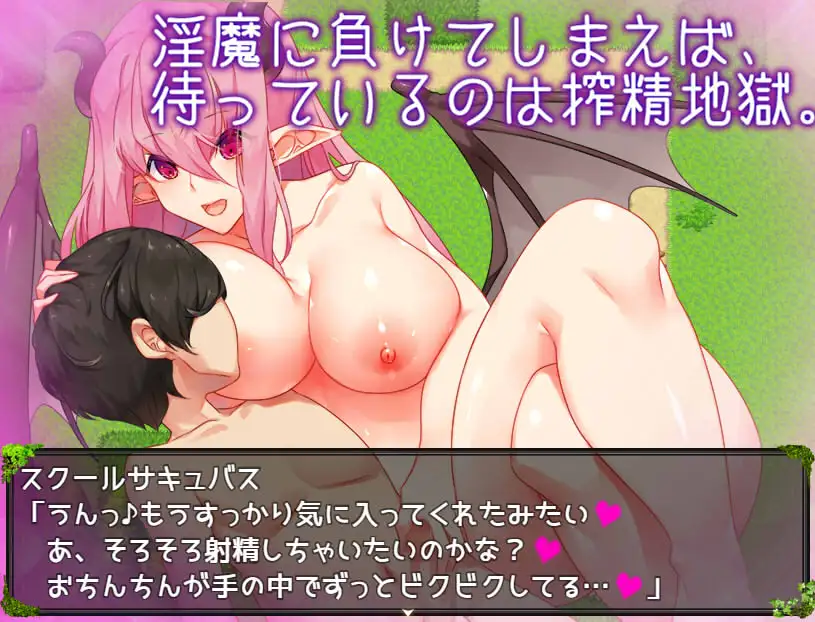 淫魔に負けてしまえば、
待っているのは搾精地獄。
スクールサキュバス
「うんっ♪もうすっかり気に入ってくれたみたい♥
あ、そろそろ射精しちゃいたいのかな？♥
おちんちんが手の中でずっとビクビクしてる…♥」